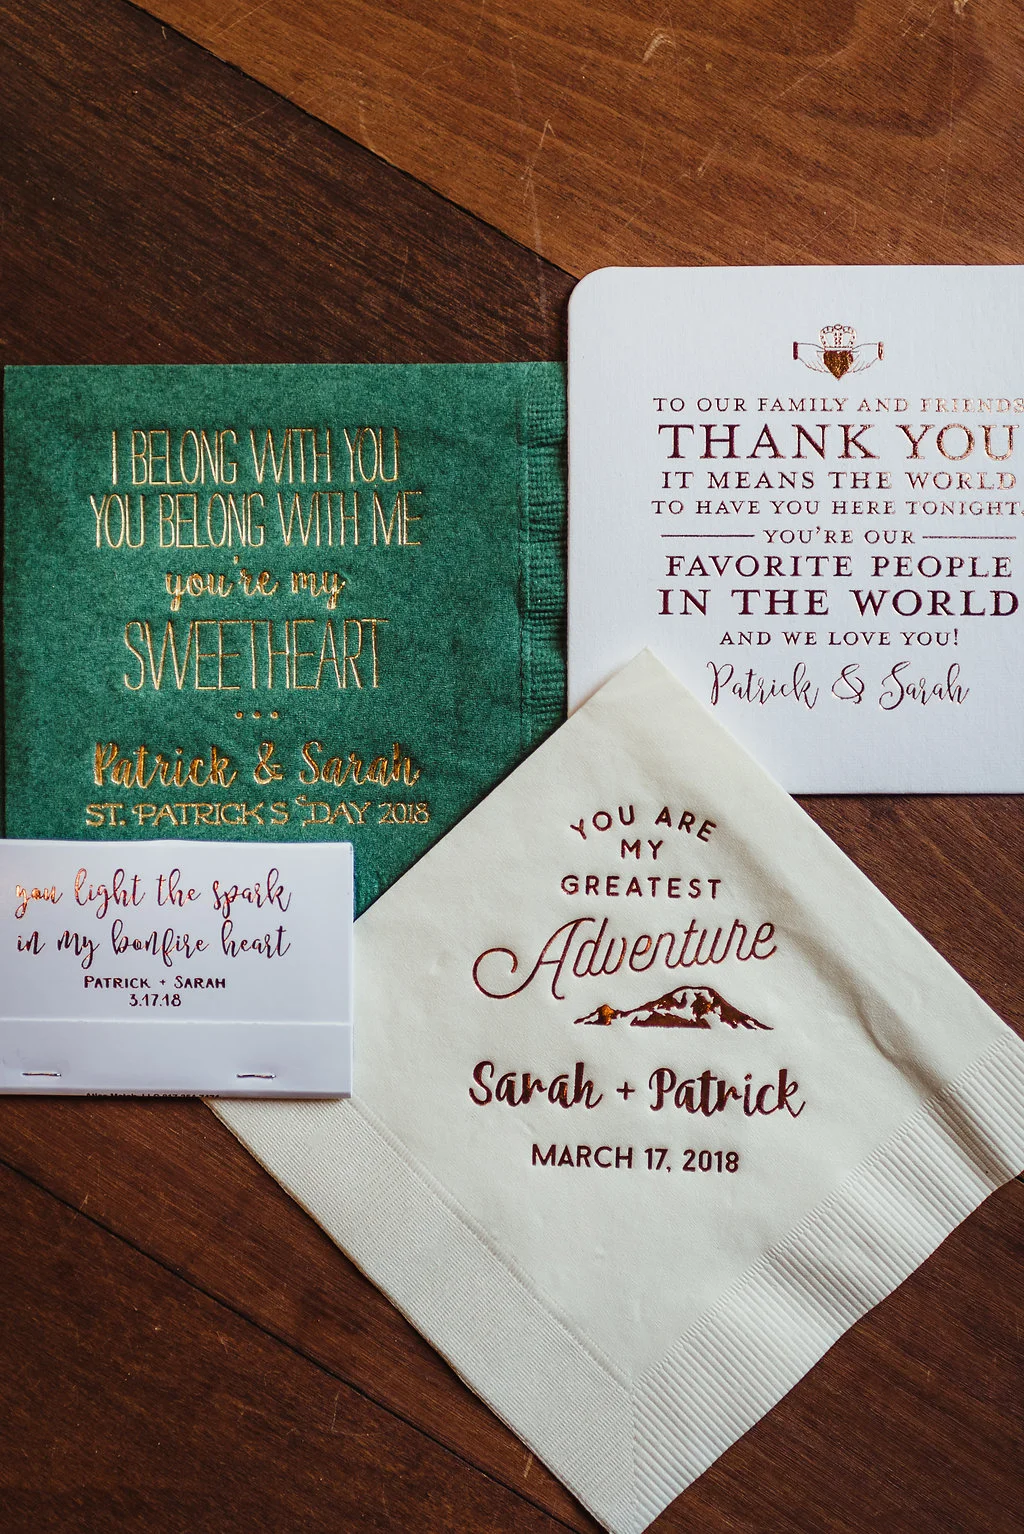 I BELONG WITH YOU
YOU BELONG WITH ME
you're my
SWEETHEART
...
Patrick & Sarah
ST. PATRICK'S DAY 2018
TO OUR FAMILY AND FRIENDS
THANK YOU
IT MEANS THE WORLD
TO HAVE YOU HERE TONIGHT.
YOU'RE OUR
FAVORITE PEOPLE
IN THE WORLD
AND WE LOVE YOU!
Patrick & Sarah
you light the spark
in my bonfire heart
PATRICK + SARAH
3.17.18
YOU ARE
MY
GREATEST
Adventure
Sarah + Patrick
MARCH 17, 2018